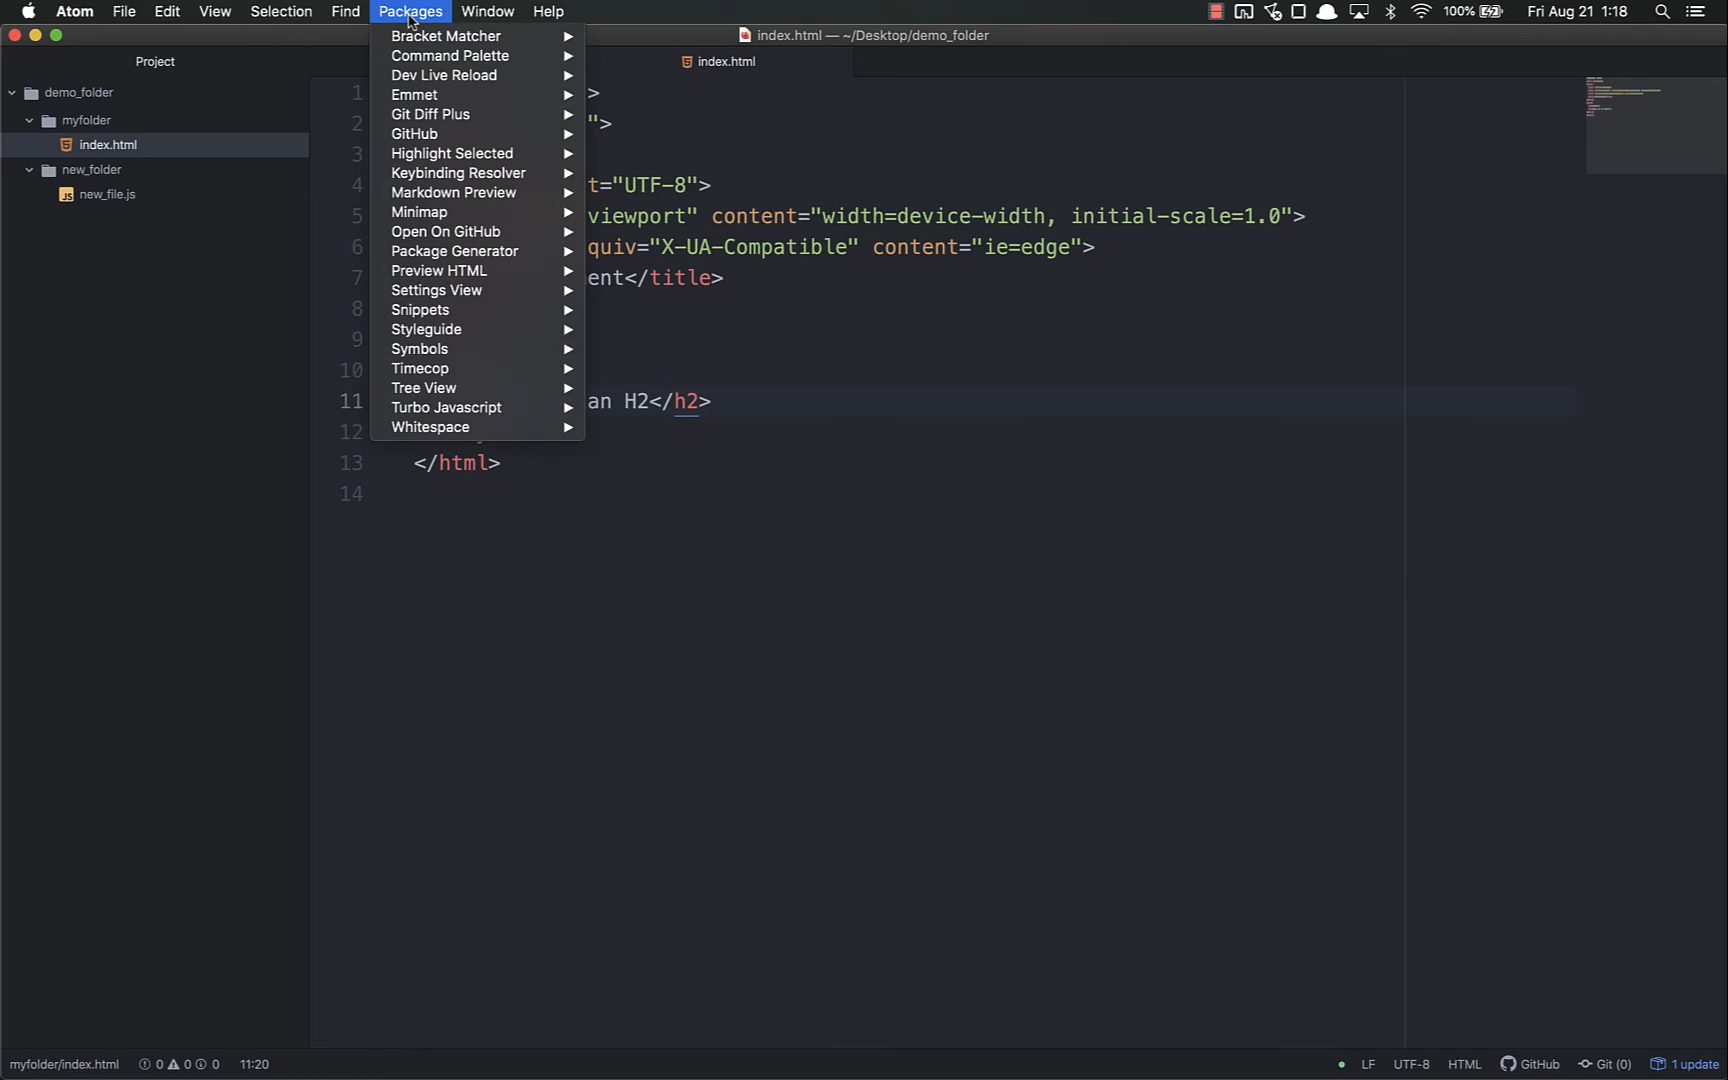 Atom File Edit View Selection Find Packages Window Help 100% Fri Aug 21 1:18
index.html — ~/Desktop/demo_folder
Project
index.html
demo_folder
myfolder
index.html
new_folder
new_file.js
Bracket Matcher
Command Palette
Dev Live Reload
Emmet
Git Diff Plus
GitHub
Highlight Selected
Keybinding Resolver
Markdown Preview
Minimap
Open On GitHub
Package Generator
Preview HTML
Settings View
Snippets
Styleguide
Symbols
Timecop
Tree View
Turbo Javascript
Whitespace
1 >
2 ">
3
4 t="UTF-8">
5 viewport" content="width=device-width, initial-scale=1.0">
6 quiv="X-UA-Compatible" content="ie=edge">
7 ent</title>
8
9
10
11 an H2</h2>
12
13 </html>
14
myfolder/index.html 0 0 0 11:20 LF UTF-8 HTML GitHub Git (0) 1 update